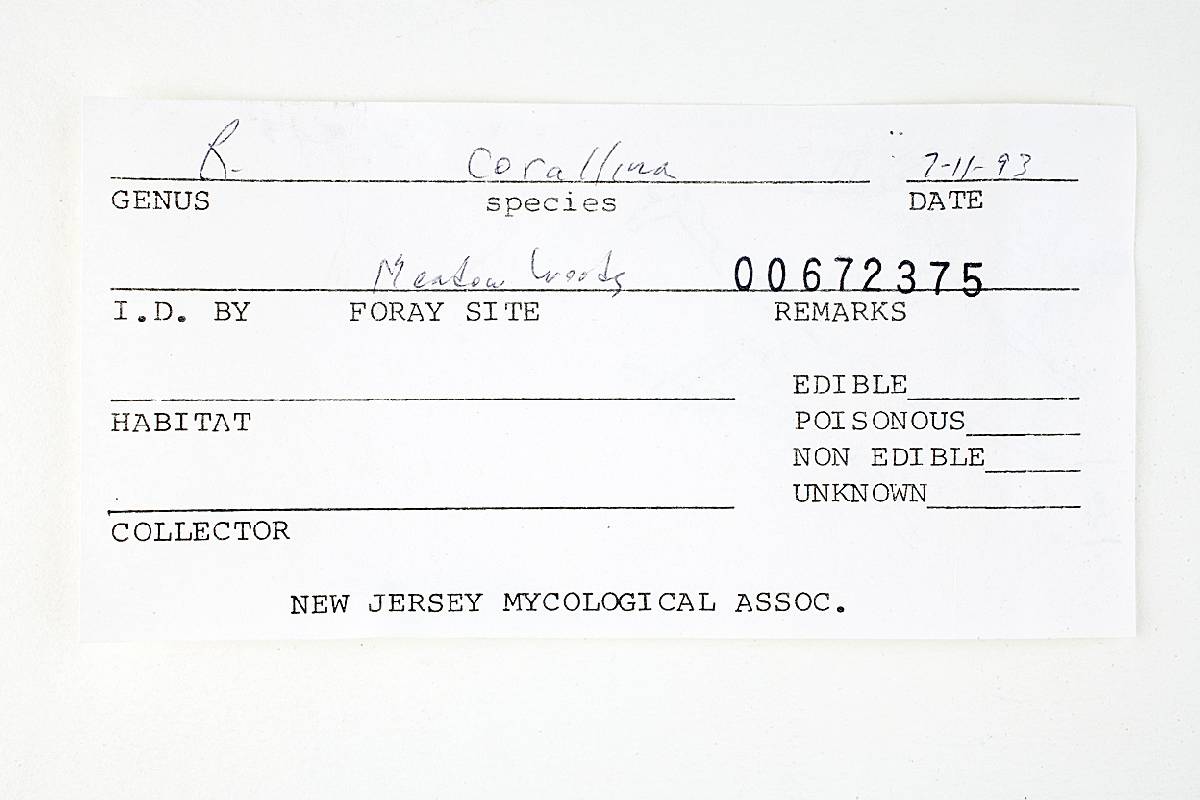 R. Corallina 7-11-93
GENUS species DATE
Meadow Woods 00672375
I.D. BY FORAY SITE REMARKS
EDIBLE
HABITAT POISONOUS
NON EDIBLE
UNKNOWN
COLLECTOR
NEW JERSEY MYCOLOGICAL ASSOC.